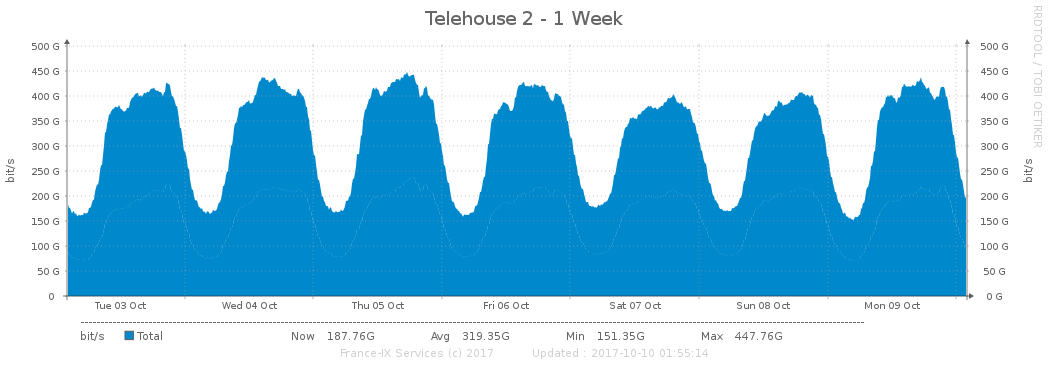 Telehouse 2 - 1 Week
RRDTOOL / TOBI OETIKER
bit/s
500 G 500 G
450 G 450 G
400 G 400 G
350 G 350 G
300 G 300 G
250 G 250 G
200 G 200 G
150 G 150 G
100 G 100 G
50 G 50 G
0 0 G
bit/s
Tue 03 Oct Wed 04 Oct Thu 05 Oct Fri 06 Oct Sat 07 Oct Sun 08 Oct Mon 09 Oct
bit/s Total Now 187.76G Avg 319.35G Min 151.35G Max 447.76G
France-IX Services (c) 2017 Updated : 2017-10-10 01:55:14